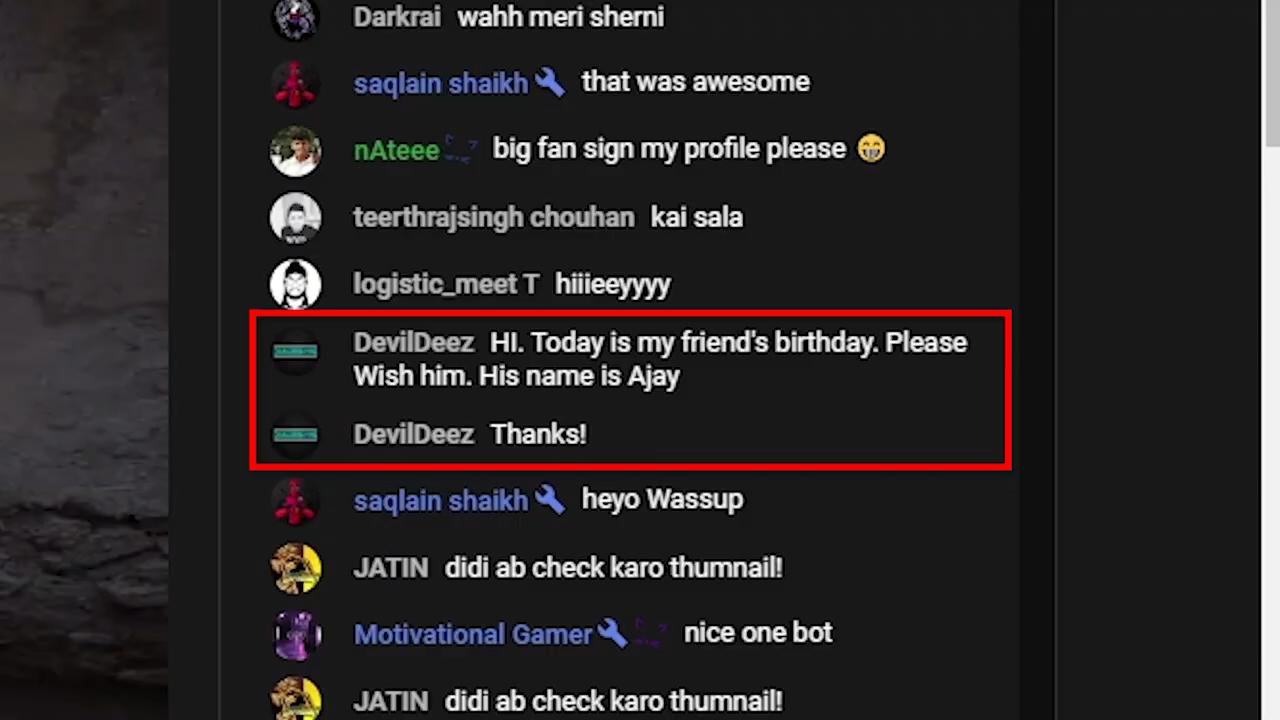 Darkrai wahh meri sherni
saqlain shaikh that was awesome
nAteee big fan sign my profile please 😁
teerthrajsingh chouhan kai sala
logistic_meet T hiiieeyyyy
DevilDeez HI. Today is my friend's birthday. Please
Wish him. His name is Ajay
DevilDeez Thanks!
saqlain shaikh heyo Wassup
JATIN didi ab check karo thumnail!
Motivational Gamer nice one bot
JATIN didi ab check karo thumnail!